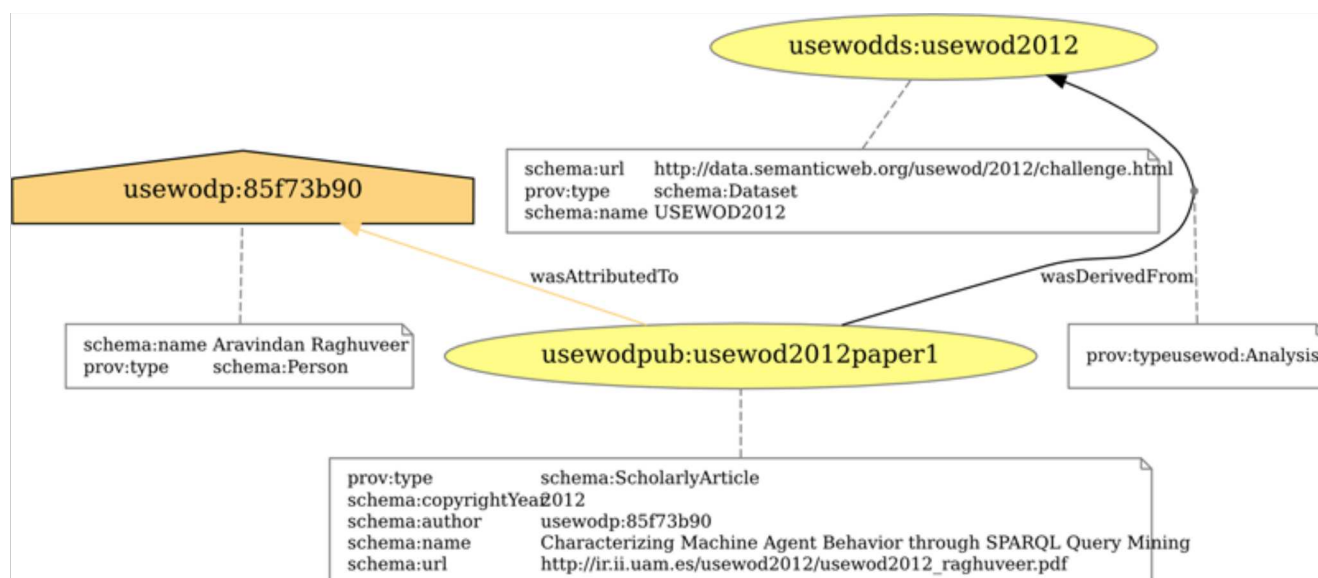 usewodds:usewod2012
schema:url http://data.semanticweb.org/usewod/2012/challenge.html
prov:type schema:Dataset
schema:name USEWOD2012
usewodp:85f73b90
wasAttributedTo
wasDerivedFrom
schema:name Aravindan Raghuveer
prov:type schema:Person
usewodpub:usewod2012paper1
prov:typeusewod:Analysis
prov:type schema:ScholarlyArticle
schema:copyrightYear2012
schema:author usewodp:85f73b90
schema:name Characterizing Machine Agent Behavior through SPARQL Query Mining
schema:url http://ir.ii.uam.es/usewod2012/usewod2012_raghuveer.pdf